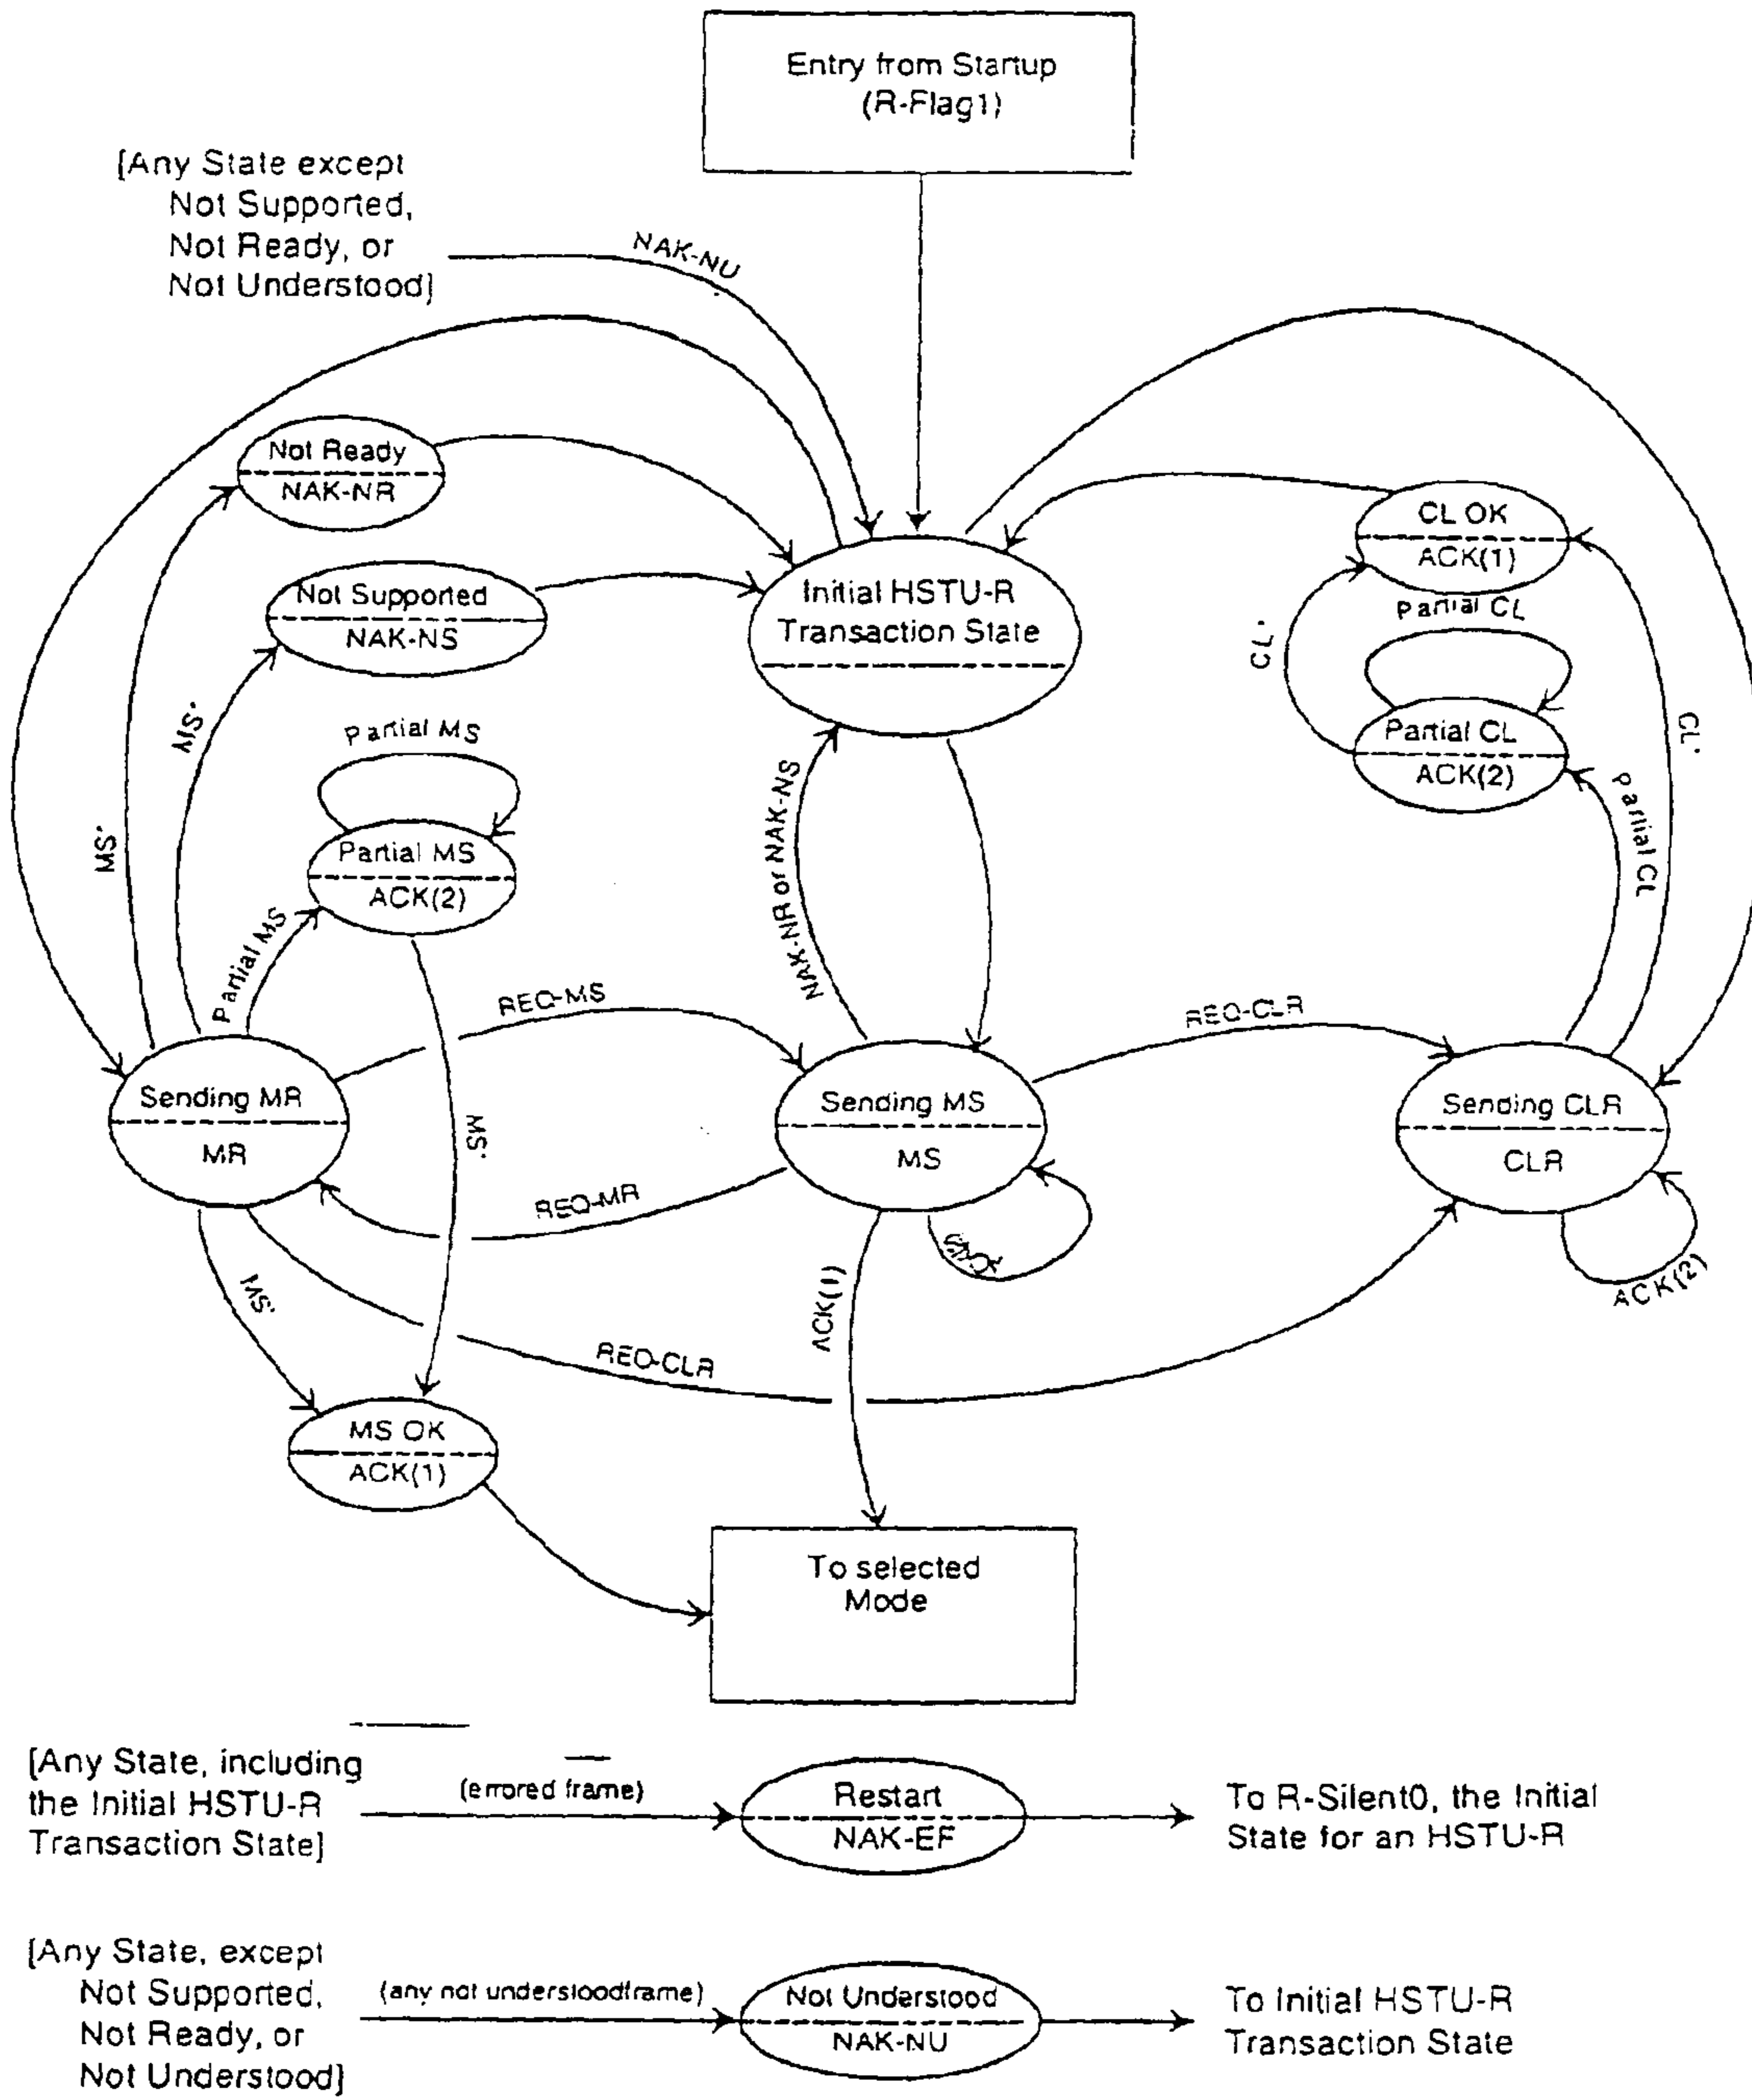 Entry from Startup
(R-Flag1)
[Any State except
Not Supported,
Not Ready, or
Not Understood]
NAK-NU
Not Ready
NAK-NR
Not Supported
NAK-NS
Initial HSTU-R
Transaction State
CL OK
ACK(1)
Partial CL
CL*
Partial CL
ACK(2)
CL*
Partial CL
MS*
MS*
Partial MS
Partial MS
ACK(2)
Partial MS
NAK-NR or NAK-NS
REQ-MS
REQ-CLR
Sending MR
MR
MS*
Sending MS
MS
Sending CLR
CLR
REQ-MR
MS*
ACK(1)
ACK(2)
REQ-CLR
MS OK
ACK(1)
To selected
Mode
[Any State, including
the Initial HSTU-R
Transaction State]
(errored frame)
Restart
NAK-EF
To R-Silent0, the Initial
State for an HSTU-R
[Any State, except
Not Supported,
Not Ready, or
Not Understood]
(any not understoodframe)
Not Understood
NAK-NU
To Initial HSTU-R
Transaction State